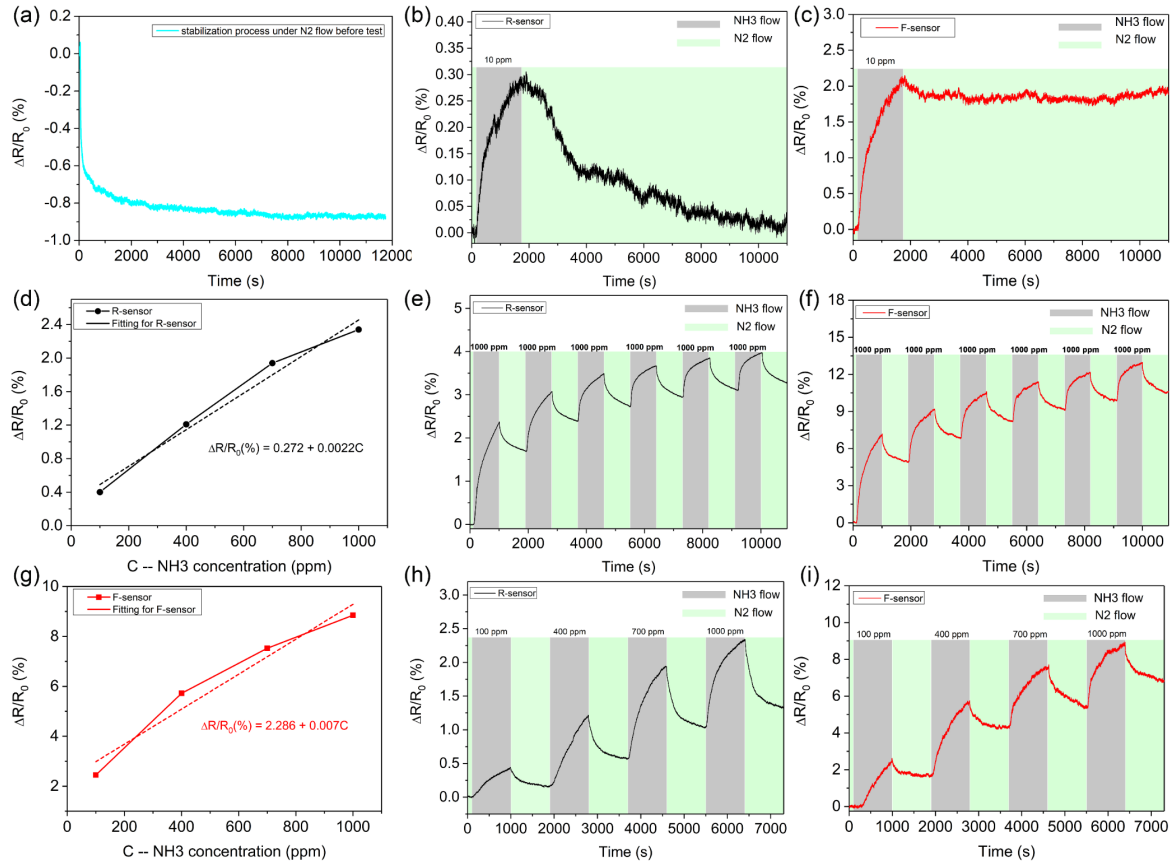 (a)
stabilization process under N2 flow before test
ΔR/R0 (%)
0.2
0.0
-0.2
-0.4
-0.6
-0.8
-1.0
0 2000 4000 6000 8000 10000 12000
Time (s)
(b)
R-sensor
NH3 flow
N2 flow
10 ppm
ΔR/R0 (%)
0.40
0.35
0.30
0.25
0.20
0.15
0.10
0.05
0.00
0 2000 4000 6000 8000 10000
Time (s)
(c)
F-sensor
NH3 flow
N2 flow
10 ppm
ΔR/R0 (%)
3.0
2.5
2.0
1.5
1.0
0.5
0.0
0 2000 4000 6000 8000 10000
Time (s)
(d)
R-sensor
Fitting for R-sensor
ΔR/R0 (%)
2.4
2.0
1.6
1.2
0.8
0.4
0.0
ΔR/R0(%) = 0.272 + 0.0022C
0 200 400 600 800 1000
C -- NH3 concentration (ppm)
(e)
R-sensor
NH3 flow
N2 flow
1000 ppm 1000 ppm 1000 ppm 1000 ppm 1000 ppm 1000 ppm
ΔR/R0 (%)
5
4
3
2
1
0
0 2000 4000 6000 8000 10000
Time (s)
(f)
F-sensor
NH3 flow
N2 flow
1000 ppm 1000 ppm 1000 ppm 1000 ppm 1000 ppm 1000 ppm
ΔR/R0 (%)
18
15
12
9
6
3
0
0 2000 4000 6000 8000 10000
Time (s)
(g)
F-sensor
Fitting for F-sensor
ΔR/R0 (%)
10
8
6
4
2
ΔR/R0(%) = 2.286 + 0.007C
0 200 400 600 800 1000
C -- NH3 concentration (ppm)
(h)
R-sensor
NH3 flow
N2 flow
100 ppm 400 ppm 700 ppm 1000 ppm
ΔR/R0 (%)
3.0
2.5
2.0
1.5
1.0
0.5
0.0
0 1000 2000 3000 4000 5000 6000 7000
Time (s)
(i)
F-sensor
NH3 flow
N2 flow
100 ppm 400 ppm 700 ppm 1000 ppm
ΔR/R0 (%)
12
10
8
6
4
2
0
0 1000 2000 3000 4000 5000 6000 7000
Time (s)